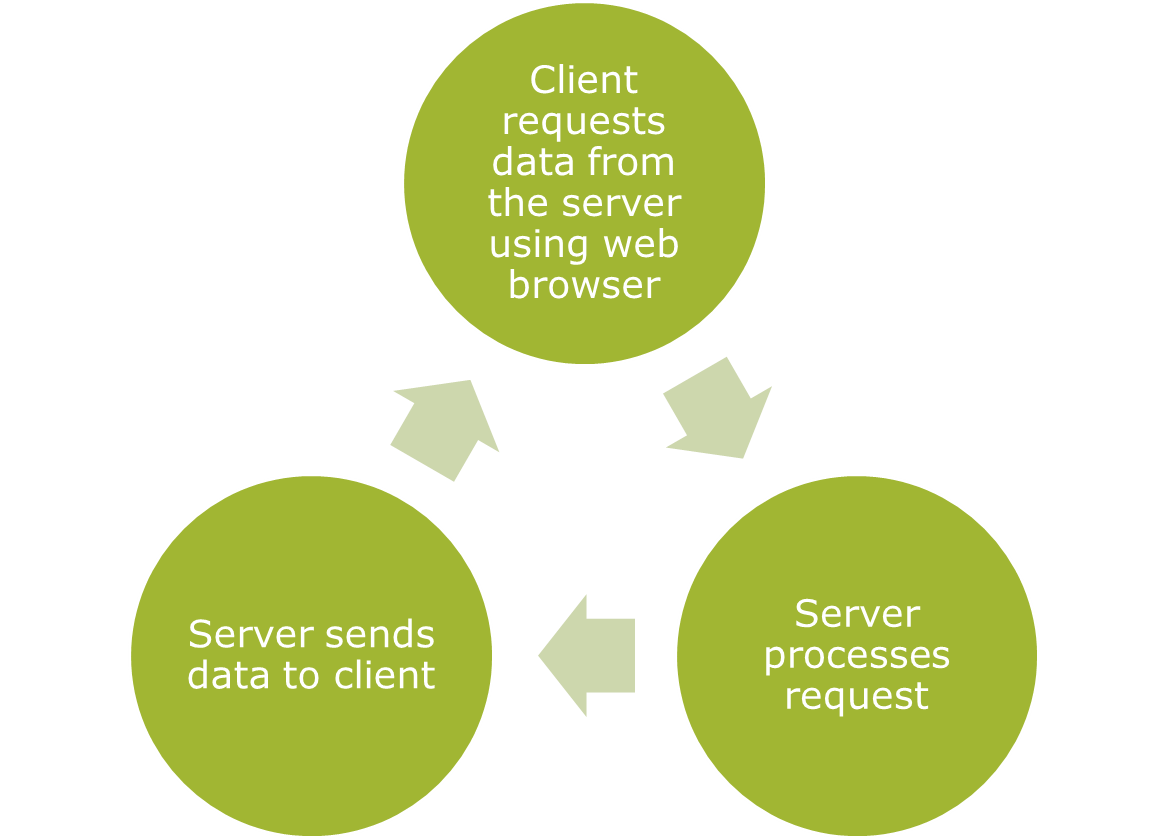 Client
requests
data from
the server
using web
browser
Server
processes
request
Server sends
data to client